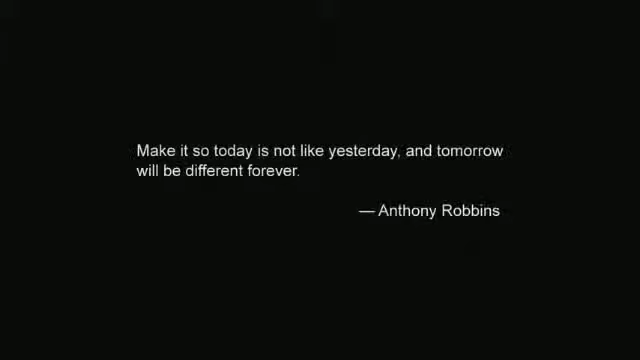 Make it so today is not like yesterday, and tomorrow
will be different forever.
— Anthony Robbins